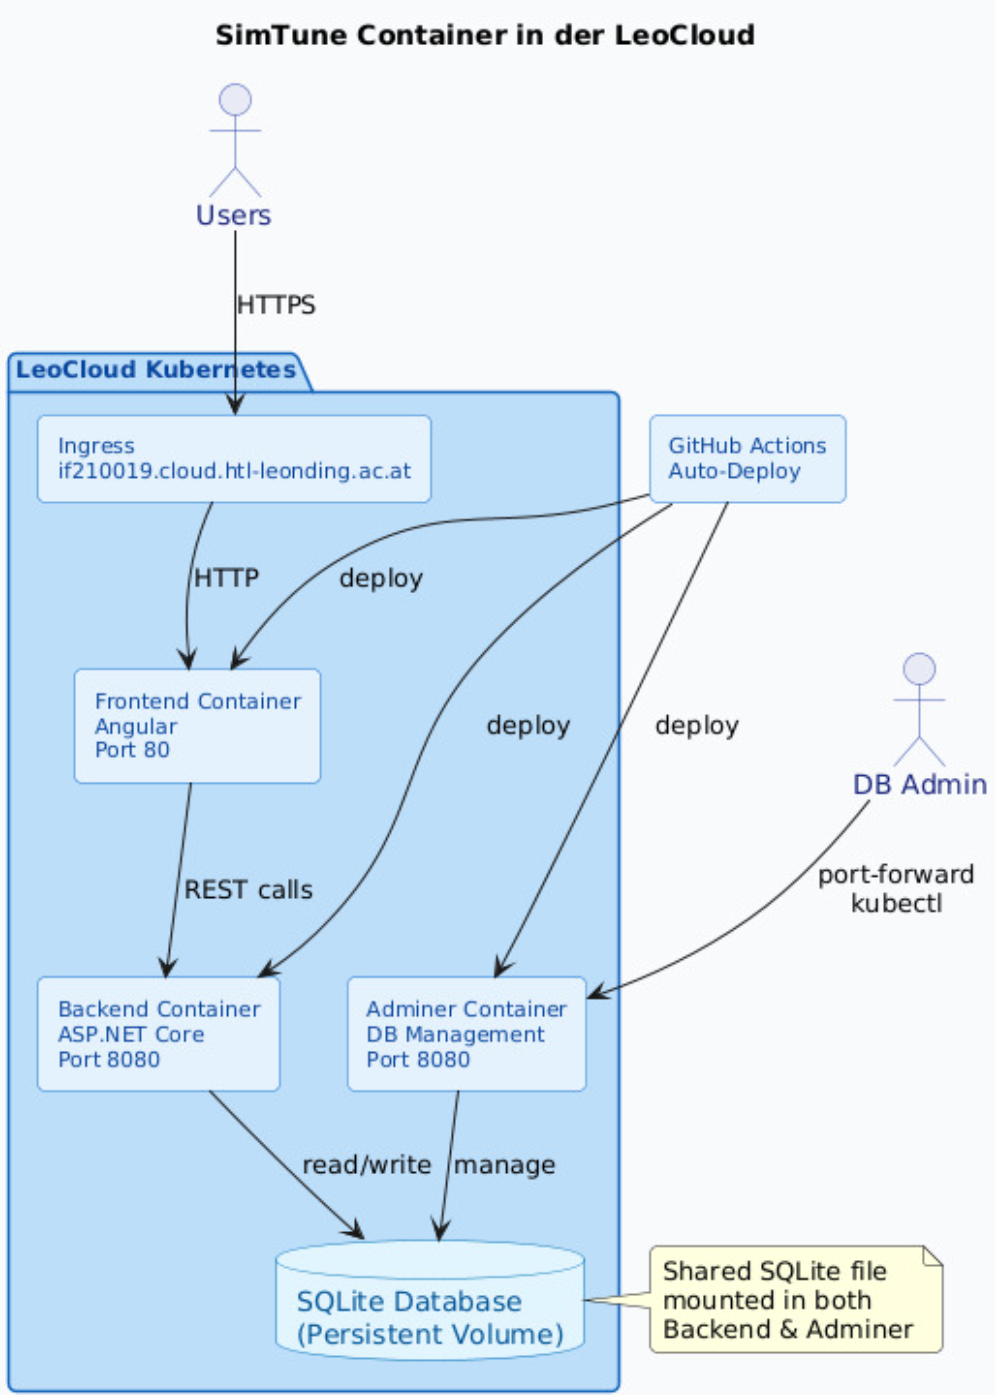 SimTune Container in der LeoCloud
Users
HTTPS
LeoCloud Kubernetes
Ingress
if210019.cloud.htl-leonding.ac.at
GitHub Actions
Auto-Deploy
HTTP
deploy
Frontend Container
Angular
Port 80
deploy
deploy
DB Admin
REST calls
port-forward
kubectl
Backend Container
ASP.NET Core
Port 8080
Adminer Container
DB Management
Port 8080
read/write
manage
SQLite Database
(Persistent Volume)
Shared SQLite file
mounted in both
Backend & Adminer